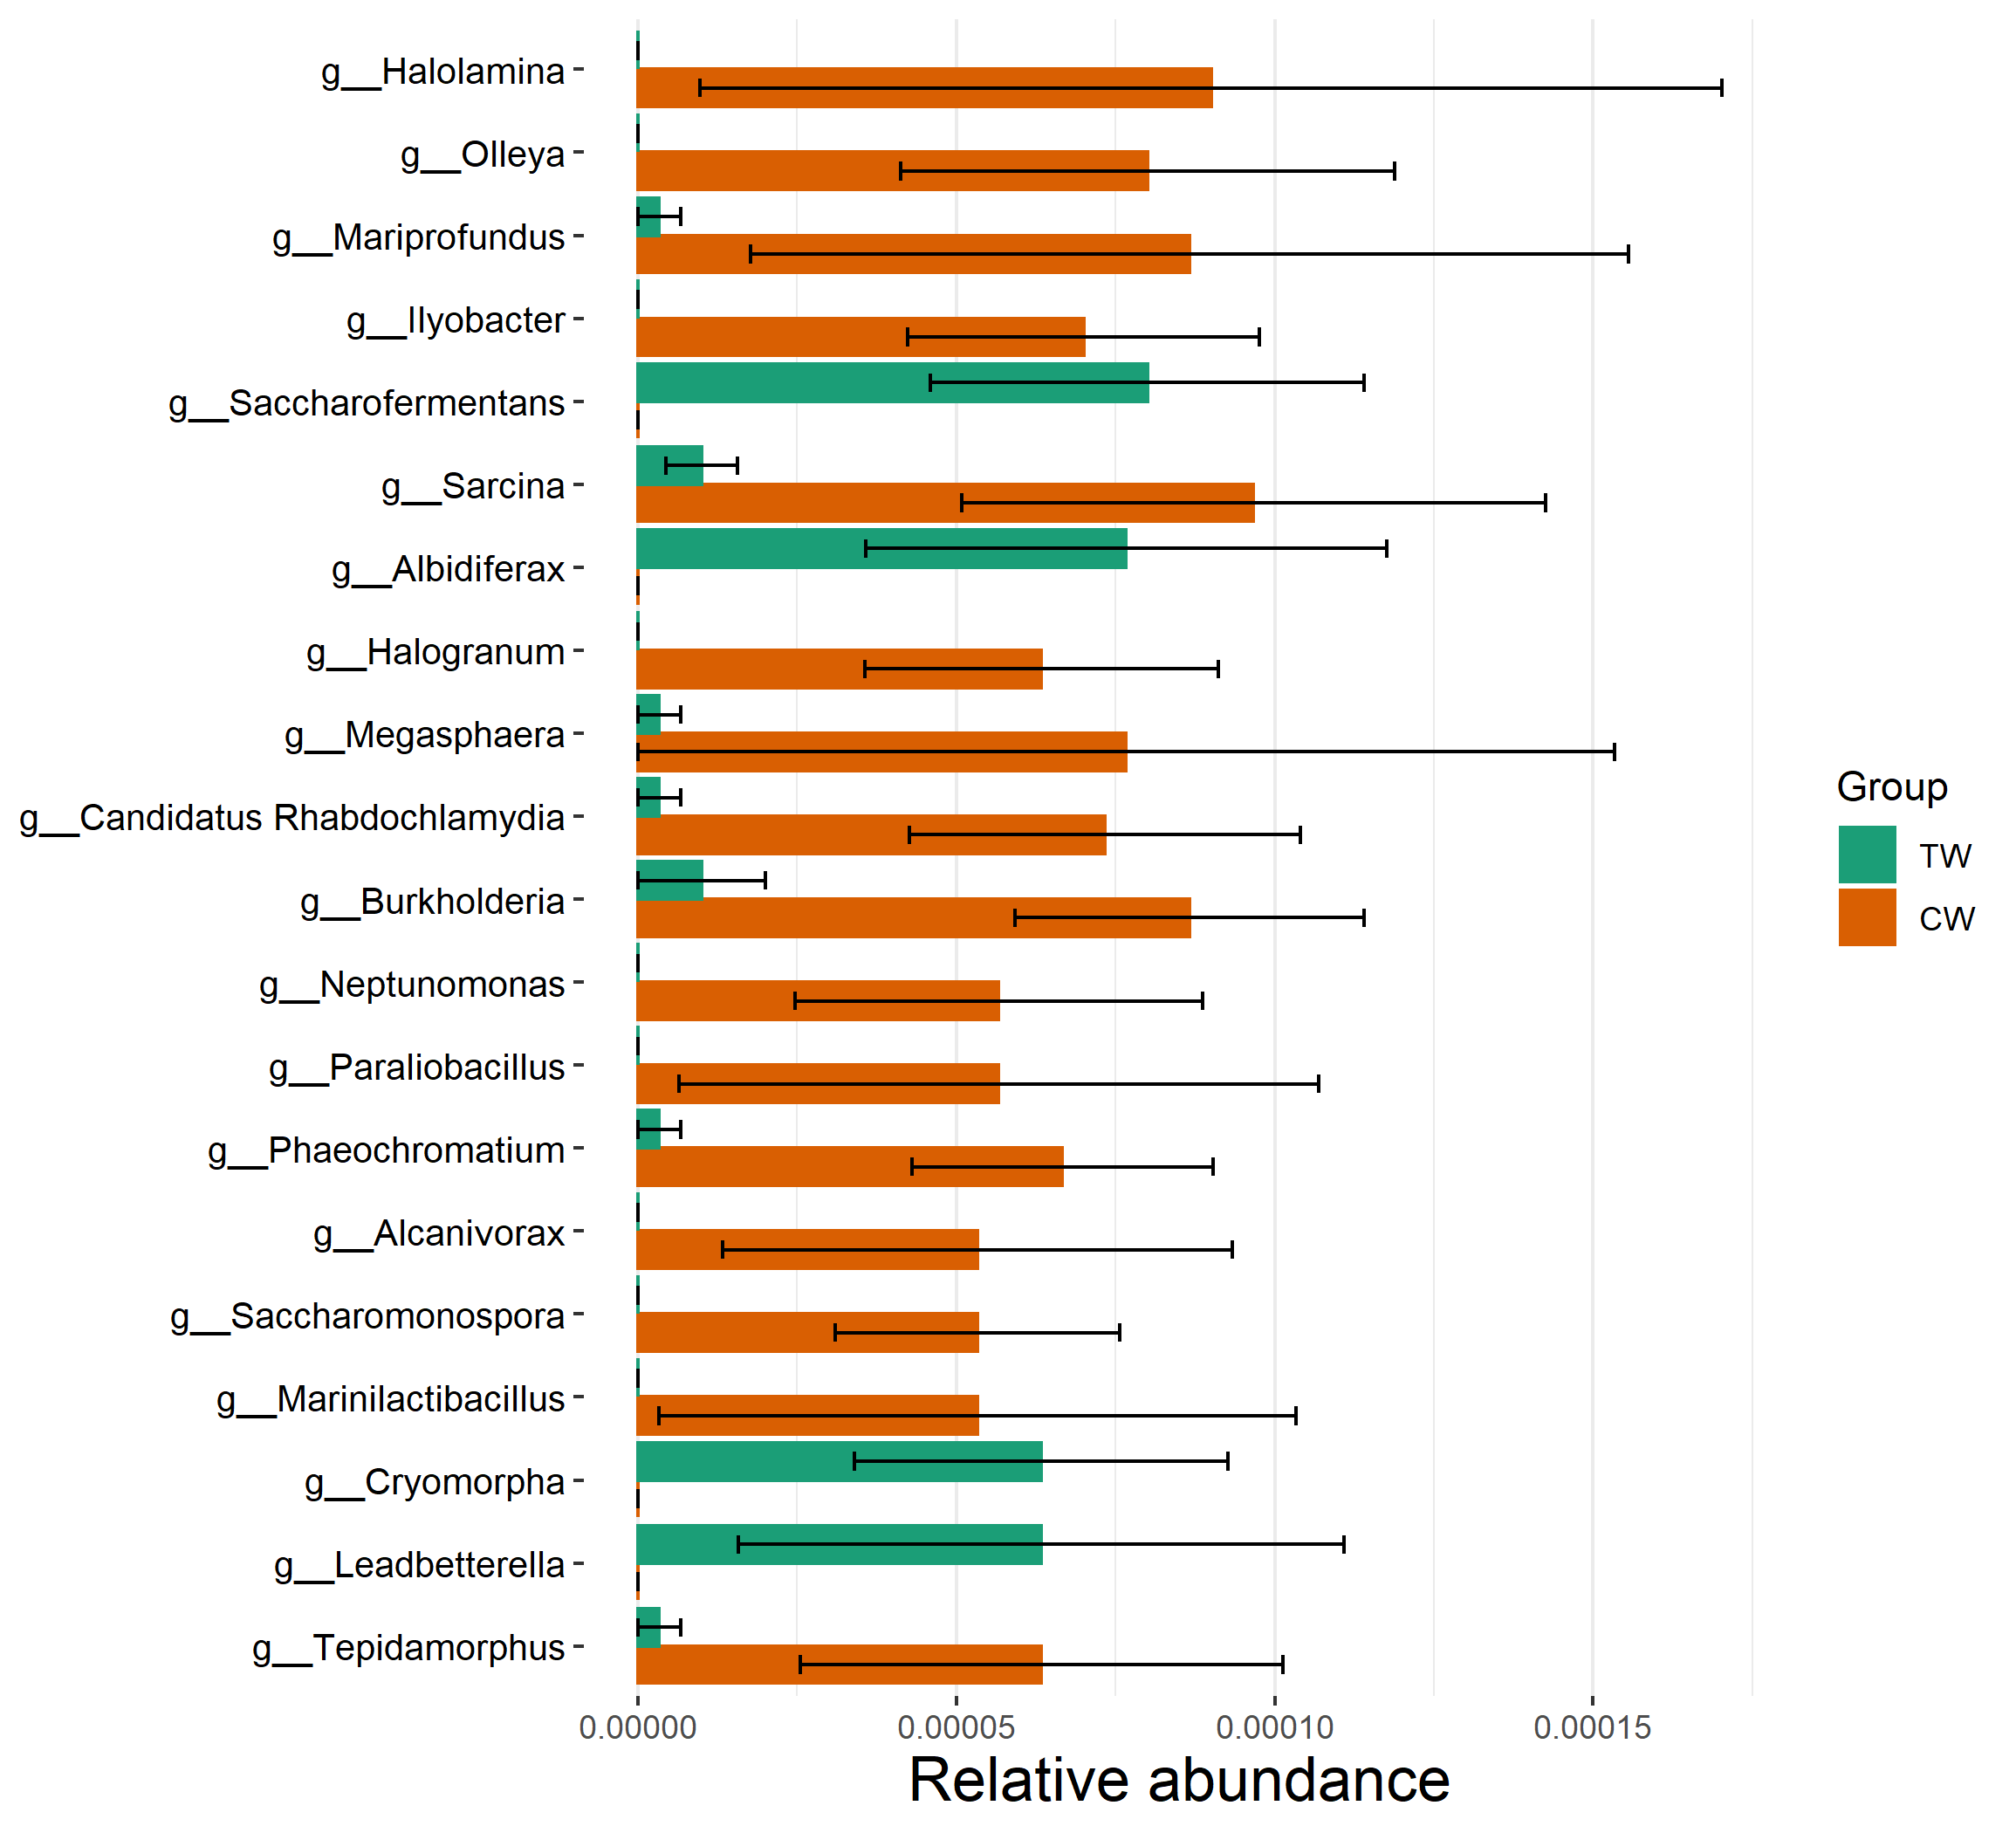 g__Halolamina
g__Olleya
g__Mariprofundus
g__Ilyobacter
g__Saccharofermentans
g__Sarcina
g__Albidiferax
g__Halogranum
g__Megasphaera
g__Candidatus Rhabdochlamydia
g__Burkholderia
g__Neptunomonas
g__Paraliobacillus
g__Phaeochromatium
g__Alcanivorax
g__Saccharomonospora
g__Marinilactibacillus
g__Cryomorpha
g__Leadbetterella
g__Tepidamorphus
0.00000 0.00005 0.00010 0.00015
Relative abundance
Group
TW
CW